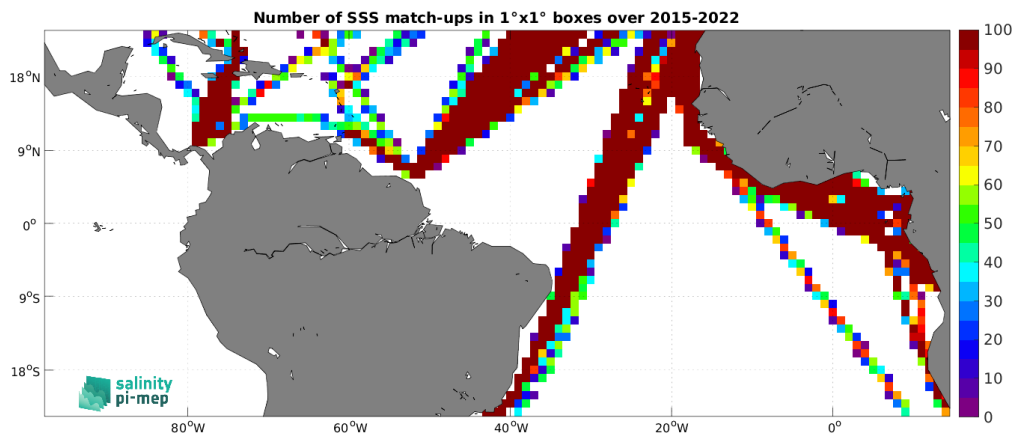 Number of SSS match-ups in 1°x1° boxes over 2015-2022
18°N
9°N
0°
9°S
18°S
80°W
60°W
40°W
20°W
0°
100
90
80
70
60
50
40
30
20
10
0
salinity
pi-mep